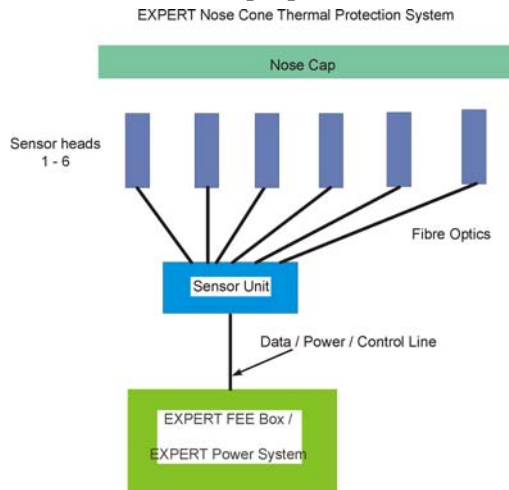 EXPERT Nose Cone Thermal Protection System
Nose Cap
Sensor heads
1 - 6
Fibre Optics
Sensor Unit
Data / Power / Control Line
EXPERT FEE Box /
EXPERT Power System